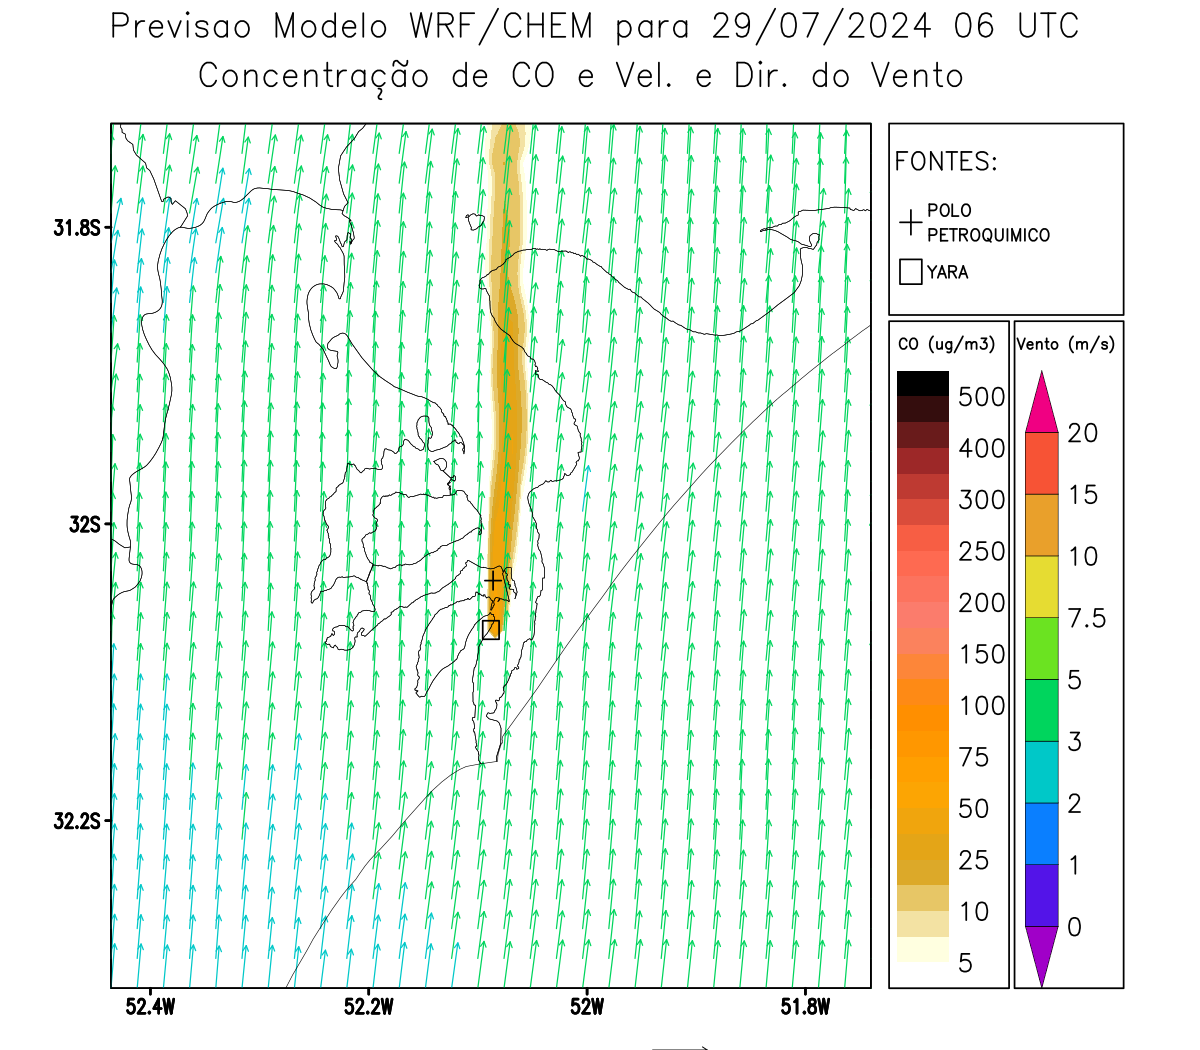 Previsao Modelo WRF/CHEM para 29/07/2024 06 UTC
Concentração de CO e Vel. e Dir. do Vento
FONTES:
POLO
PETROQUIMICO
YARA
CO (ug/m3)
500
400
300
250
200
150
100
75
50
25
10
5
Vento (m/s)
20
15
10
7.5
5
3
2
1
0
31.8S
32S
32.2S
52.4W
52.2W
52W
51.8W